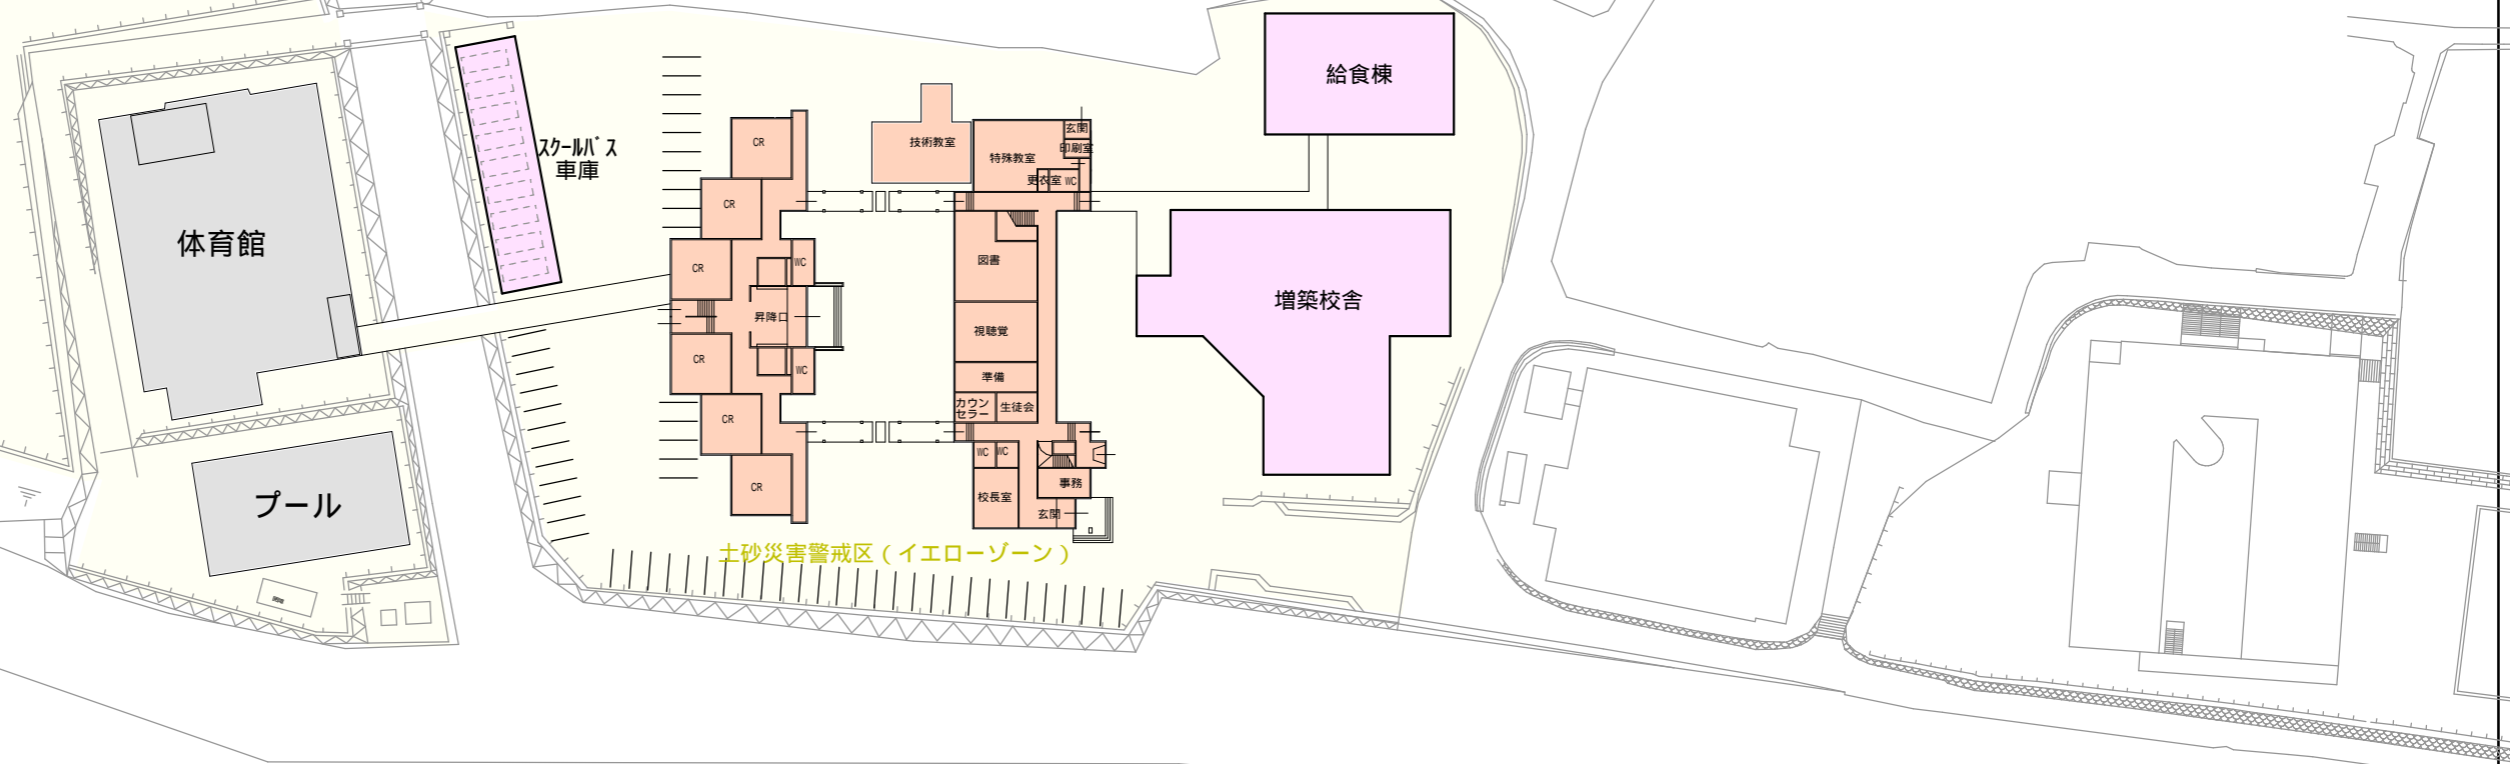 給食棟
スクールバス
車庫
体育館
プール
増築校舎
CR
CR
CR
CR
CR
CR
WC
昇降口
WC
技術教室
特殊教室
玄関
印刷室
更衣室
WC
図書
視聴覚
準備
カウン
セラー
生徒会
WC
WC
校長室
事務
玄関
土砂災害警戒区(イエローゾーン)